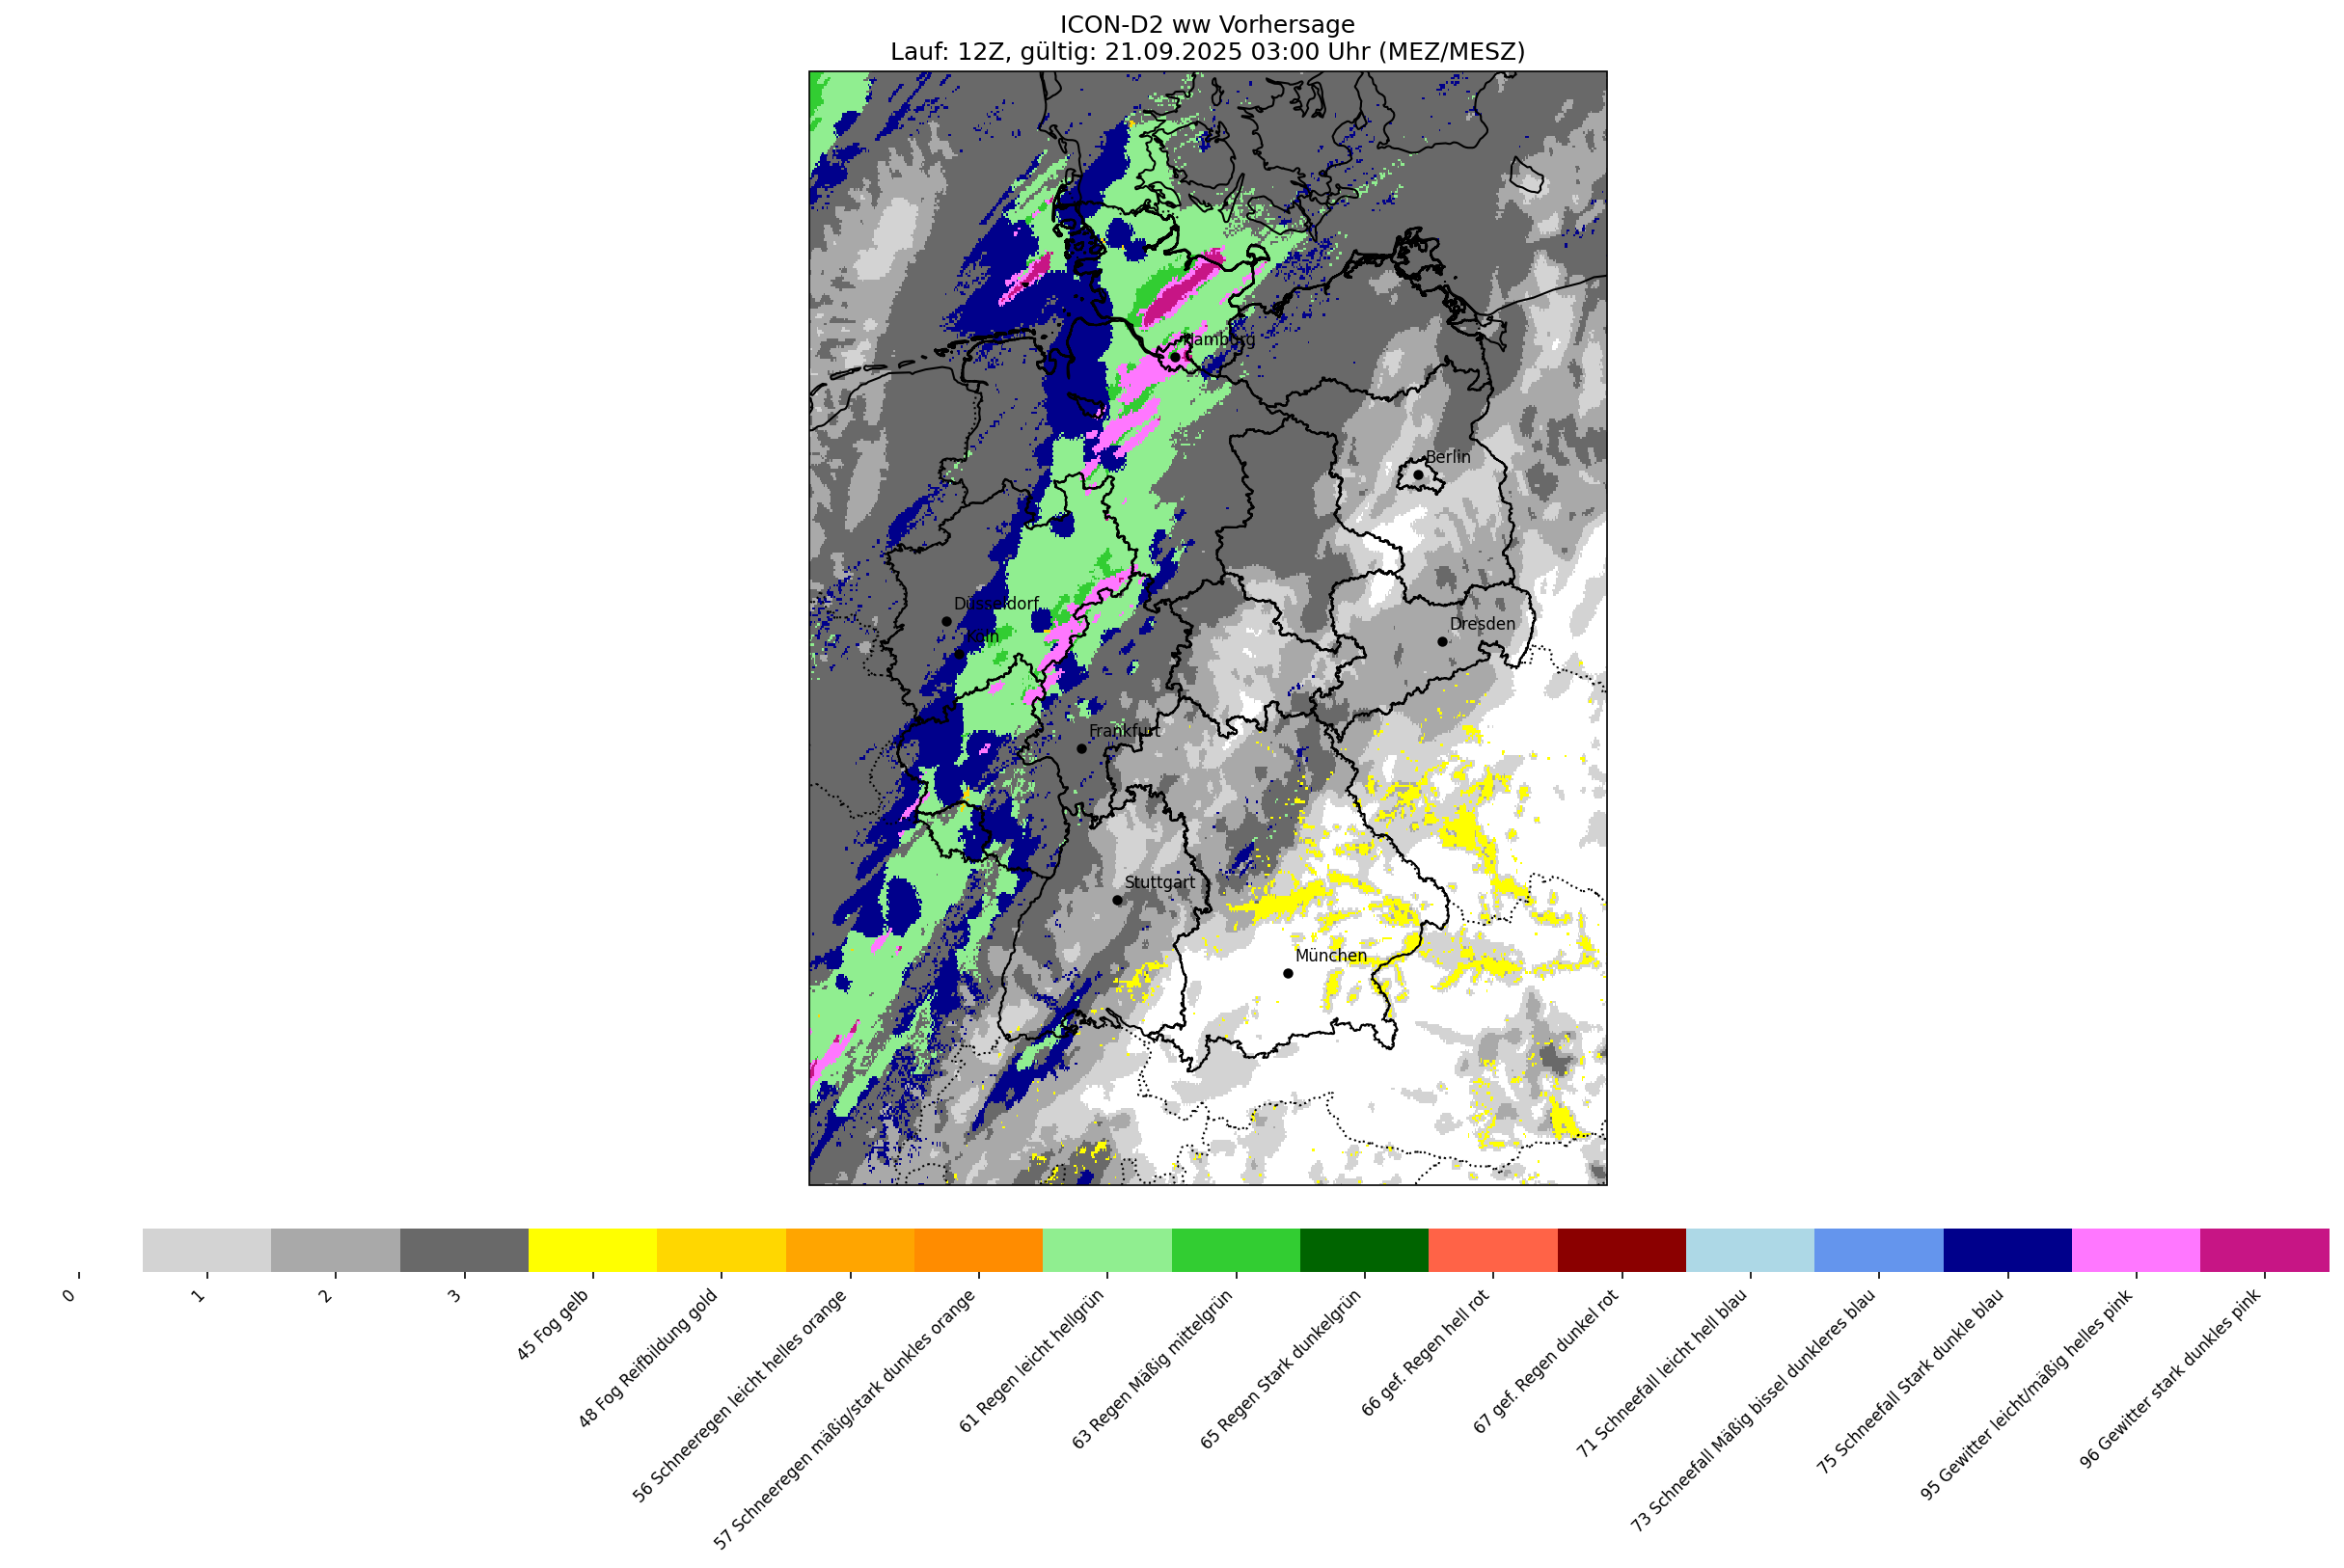 ICON-D2 ww Vorhersage
Lauf: 12Z, gültig: 21.09.2025 03:00 Uhr (MEZ/MESZ)
Hamburg
Berlin
Düsseldorf
Köln
Dresden
Frankfurt
Stuttgart
München
0
1
2
3
45 Fog gelb
48 Fog Reifbildung gold
56 Schneeregen leicht helles orange
57 Schneeregen mäßig/stark dunkles orange
61 Regen leicht hellgrün
63 Regen Mäßig mittelgrün
65 Regen Stark dunkelgrün
66 gef. Regen hell rot
67 gef. Regen dunkel rot
71 Schneefall leicht hell blau
73 Schneefall Mäßig bissel dunkleres blau
75 Schneefall Stark dunkle blau
95 Gewitter leicht/mäßig helles pink
96 Gewitter stark dunkles pink